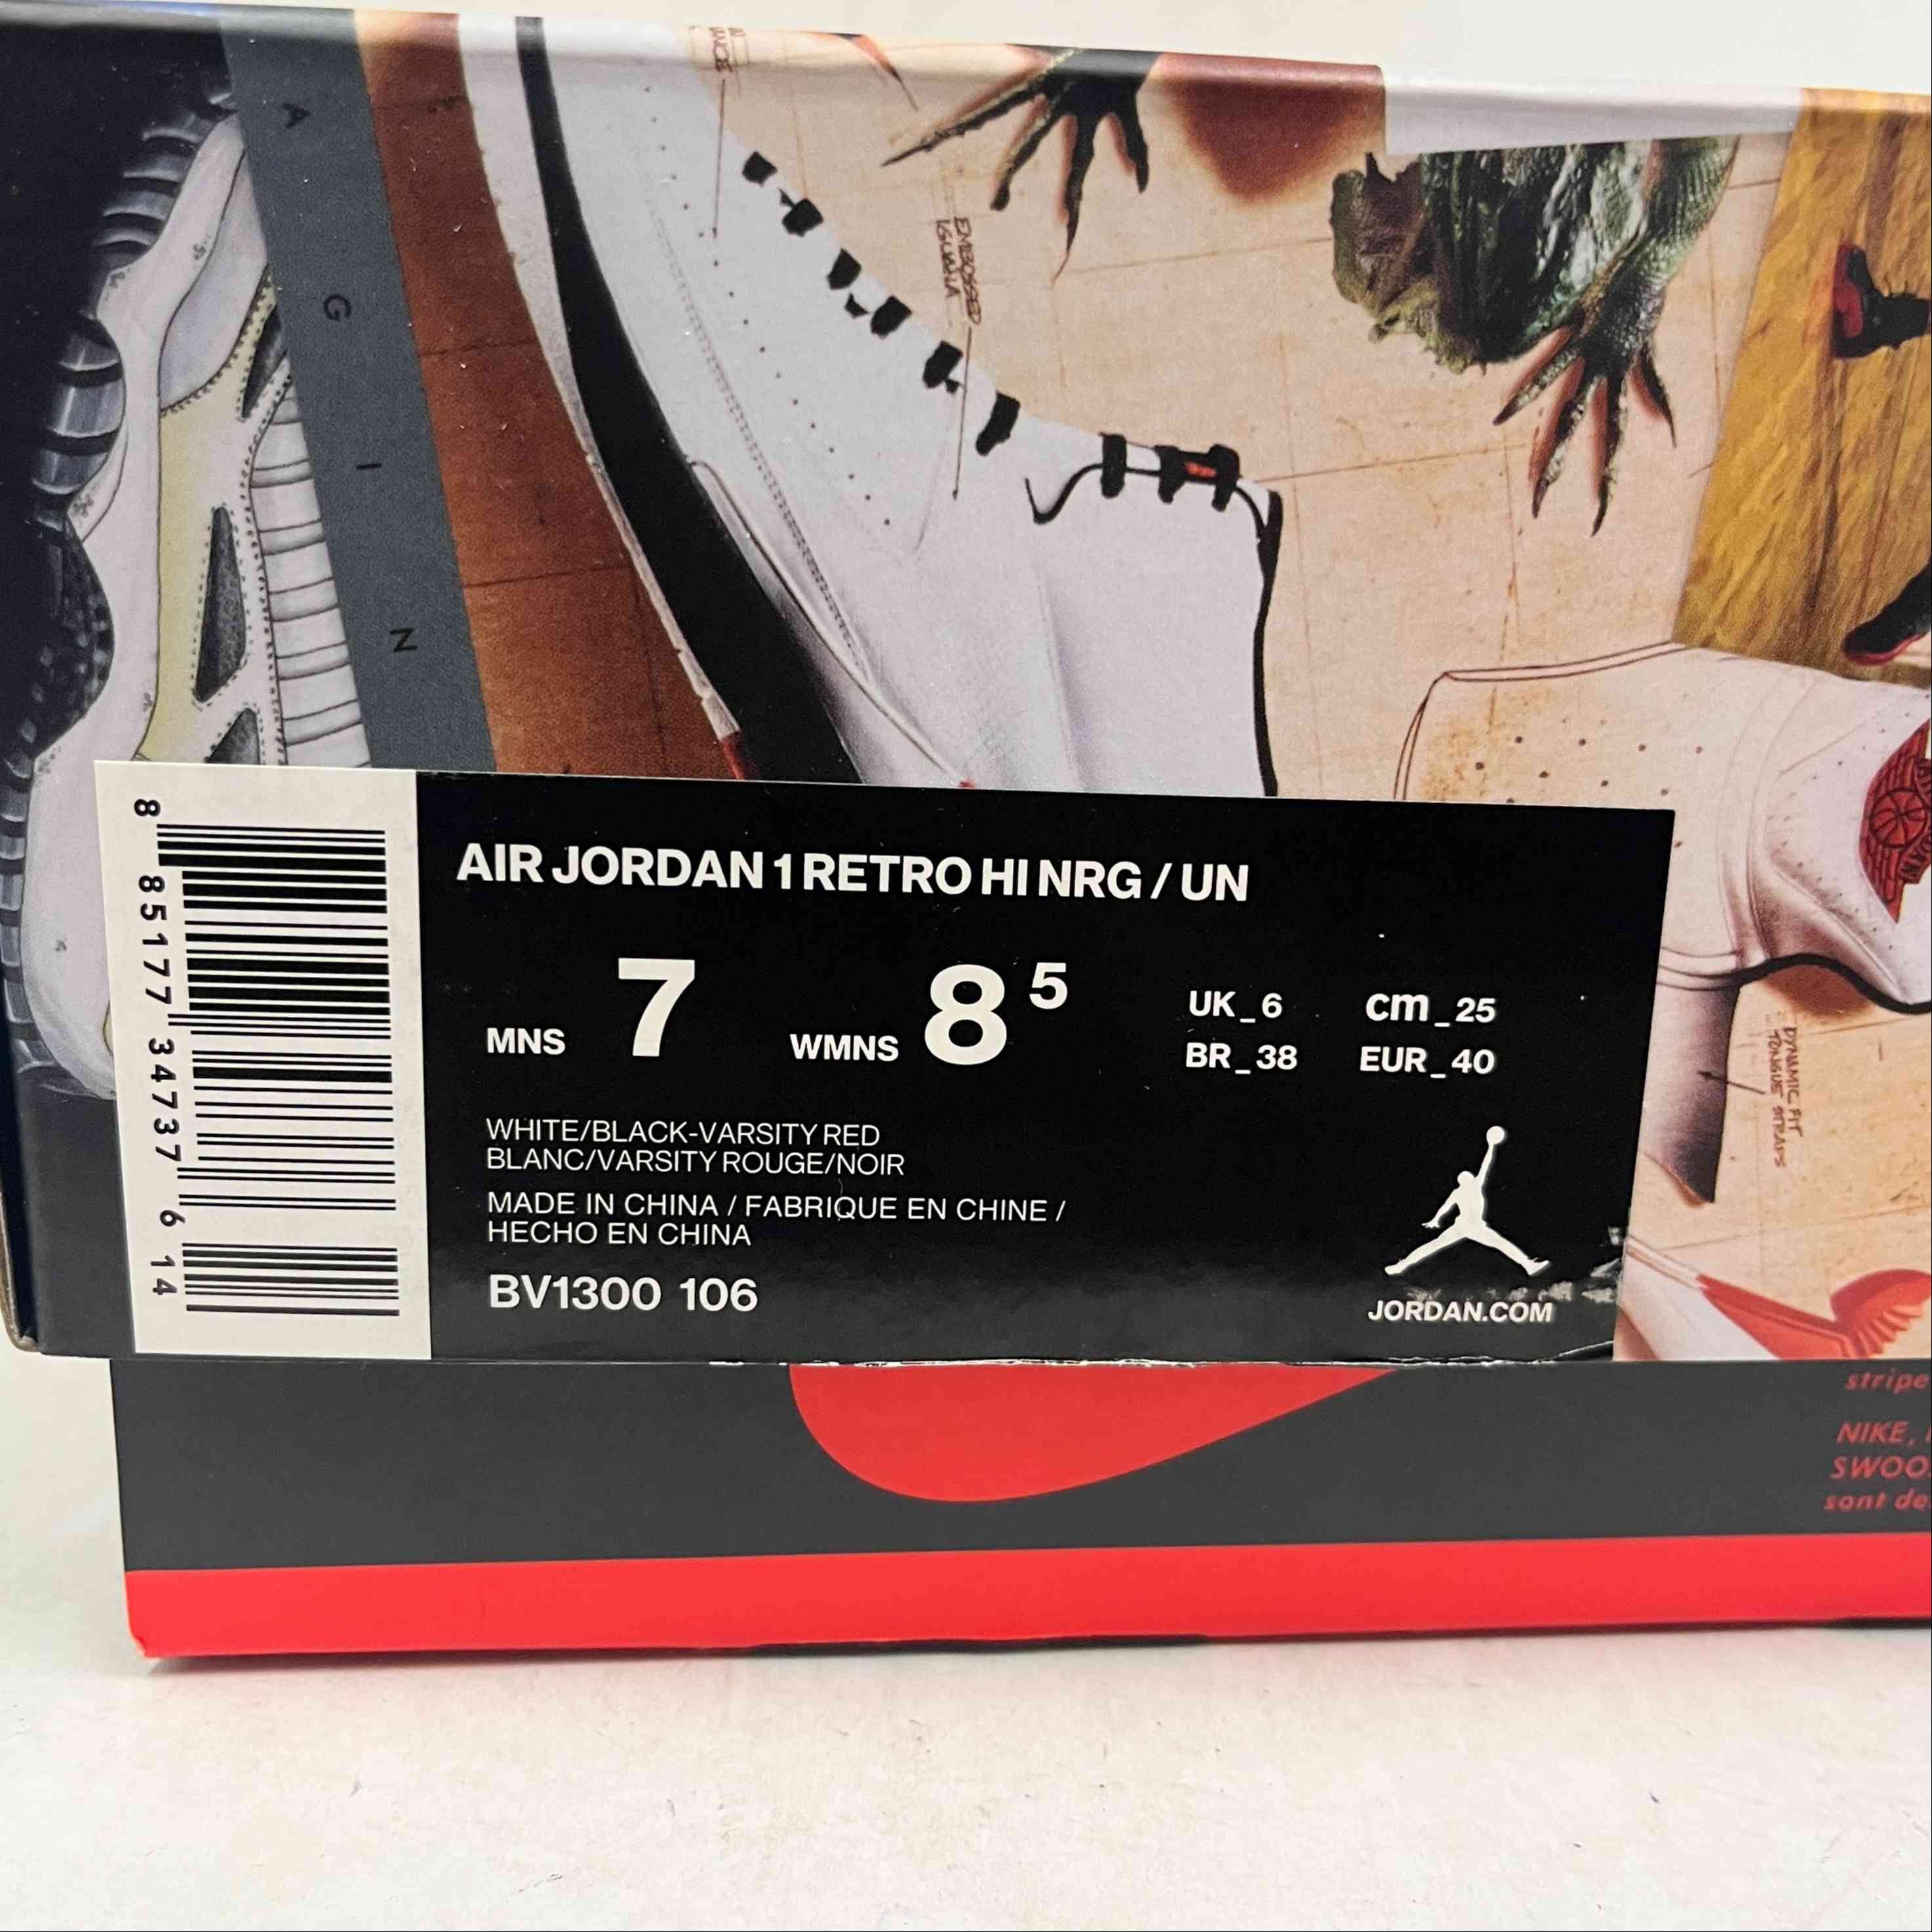 A
G
I
N
EMBOSSED
IGUANA
DYNAMIC FIT
TONGUE STRAPS
8 85177 34737 6 14
AIR JORDAN 1 RETRO HI NRG / UN
MNS 7 WMNS 8 5
UK_6 cm_25
BR_38 EUR_40
WHITE/BLACK-VARSITY RED
BLANC/VARSITY ROUGE/NOIR
MADE IN CHINA / FABRIQUE EN CHINE /
HECHO EN CHINA
BV1300 106
JORDAN.COM
stripe
NIKE,
SWOO
sont de